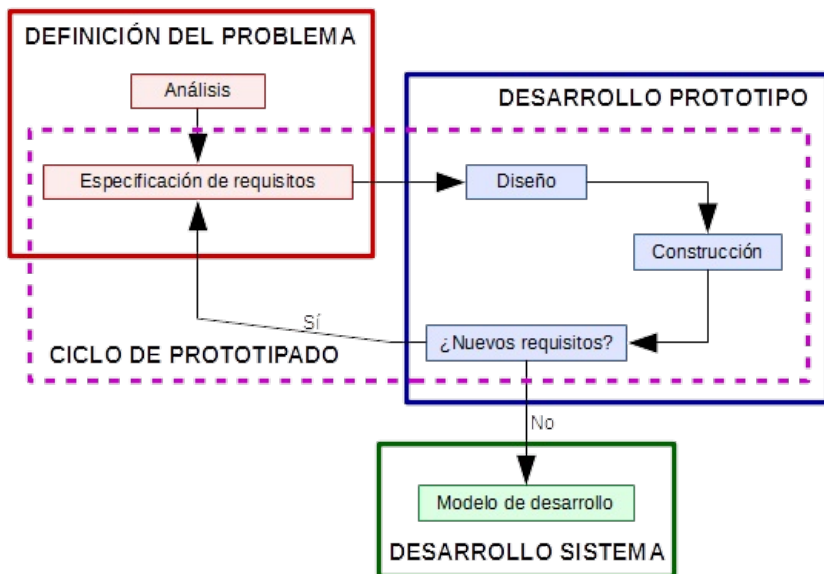 DEFINICIÓN DEL PROBLEMA
Análisis
DESARROLLO PROTOTIPO
Especificación de requisitos
Diseño
Construcción
Sí
¿Nuevos requisitos?
CICLO DE PROTOTIPADO
No
Modelo de desarrollo
DESARROLLO SISTEMA